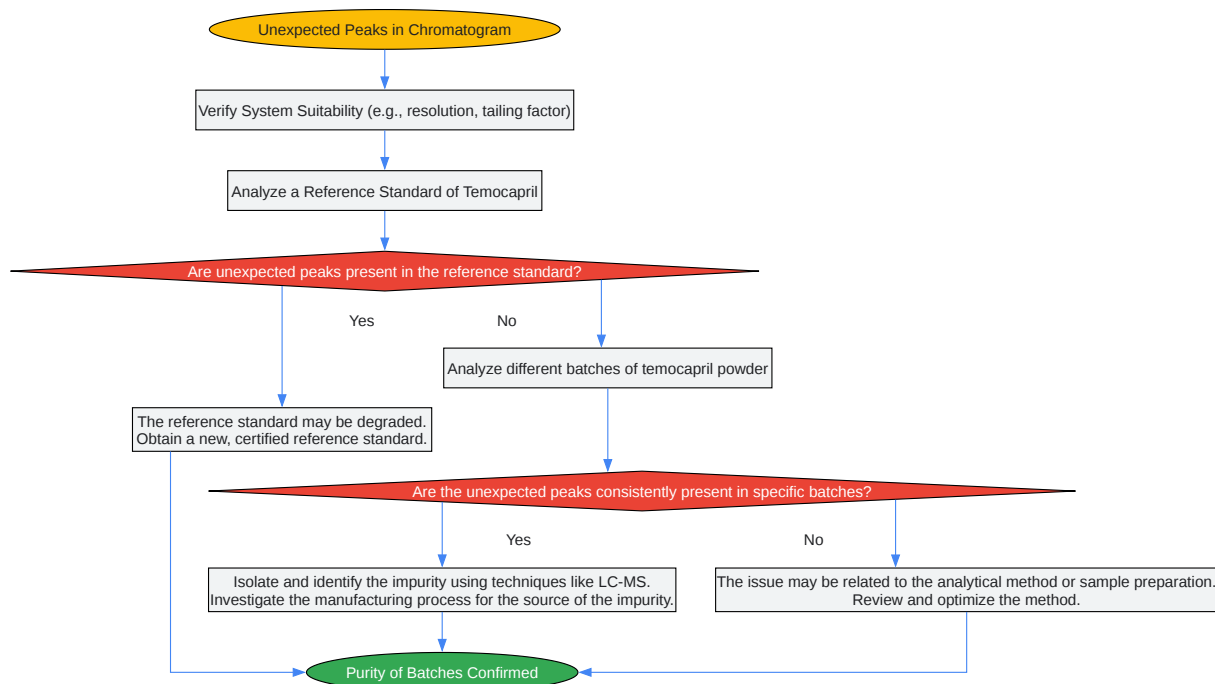 Unexpected Peaks in Chromatogram
Verify System Suitability (e.g., resolution, tailing factor)
Analyze a Reference Standard of Temocapril
Are unexpected peaks present in the reference standard?
Yes
No
Analyze different batches of temocapril powder
The reference standard may be degraded.
Obtain a new, certified reference standard.
Are the unexpected peaks consistently present in specific batches?
Yes
No
Isolate and identify the impurity using techniques like LC-MS.
Investigate the manufacturing process for the source of the impurity.
The issue may be related to the analytical method or sample preparation.
Review and optimize the method.
Purity of Batches Confirmed